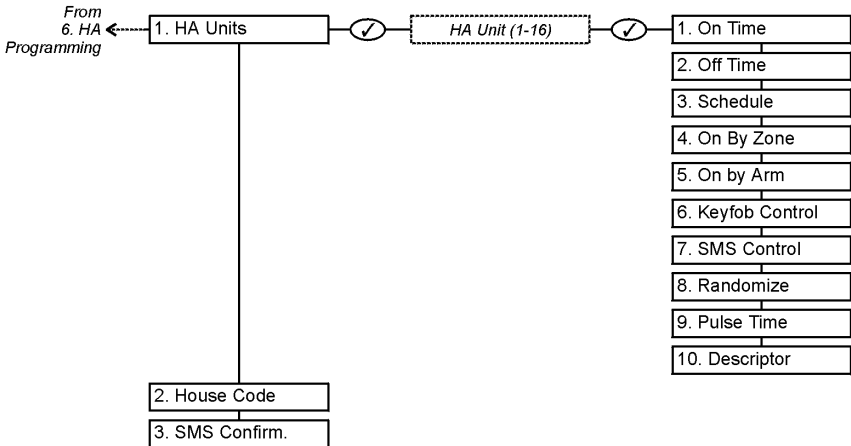 From
6. HA
Programming
1. HA Units
HA Unit (1-16)
1. On Time
2. Off Time
3. Schedule
4. On By Zone
5. On by Arm
6. Keyfob Control
7. SMS Control
8. Randomize
9. Pulse Time
10. Descriptor
2. House Code
3. SMS Confirm.